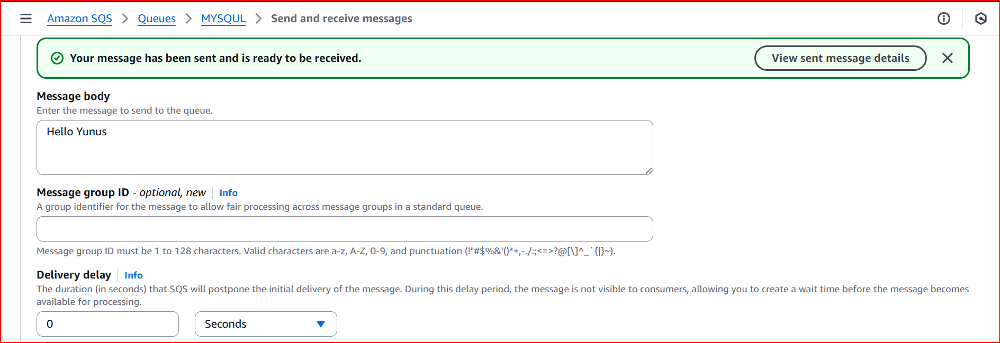 Amazon SQS > Queues > MYSQUL > Send and receive messages
Your message has been sent and is ready to be received. View sent message details
Message body
Enter the message to send to the queue.
Hello Yunus
Message group ID - optional, new Info
A group identifier for the message to allow fair processing across message groups in a standard queue.
Message group ID must be 1 to 128 characters. Valid characters are a-z, A-Z, 0-9, and punctuation (!"#$%&'()*+,-./:;<=>?@[\]^_`{|}~).
Delivery delay Info
The duration (in seconds) that SQS will postpone the initial delivery of the message. During this delay period, the message is not visible to consumers, allowing you to create a wait time before the message becomes
available for processing.
0 Seconds